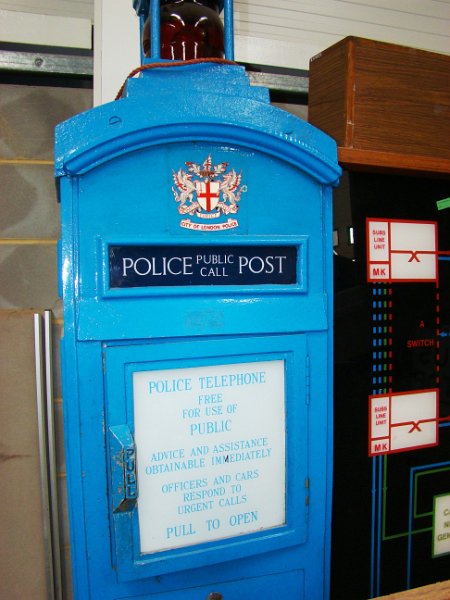 CITY OF LONDON POLICE
POLICE PUBLIC CALL POST
POLICE TELEPHONE
FREE
FOR USE OF
PUBLIC
ADVICE AND ASSISTANCE
OBTAINABLE IMMEDIATELY
OFFICERS AND CARS
RESPOND TO
URGENT CALLS
PULL TO OPEN
PULL
SUBS
LINE
UNIT
MK
X
A
SWITCH
SUBS
LINE
UNIT
MK
X